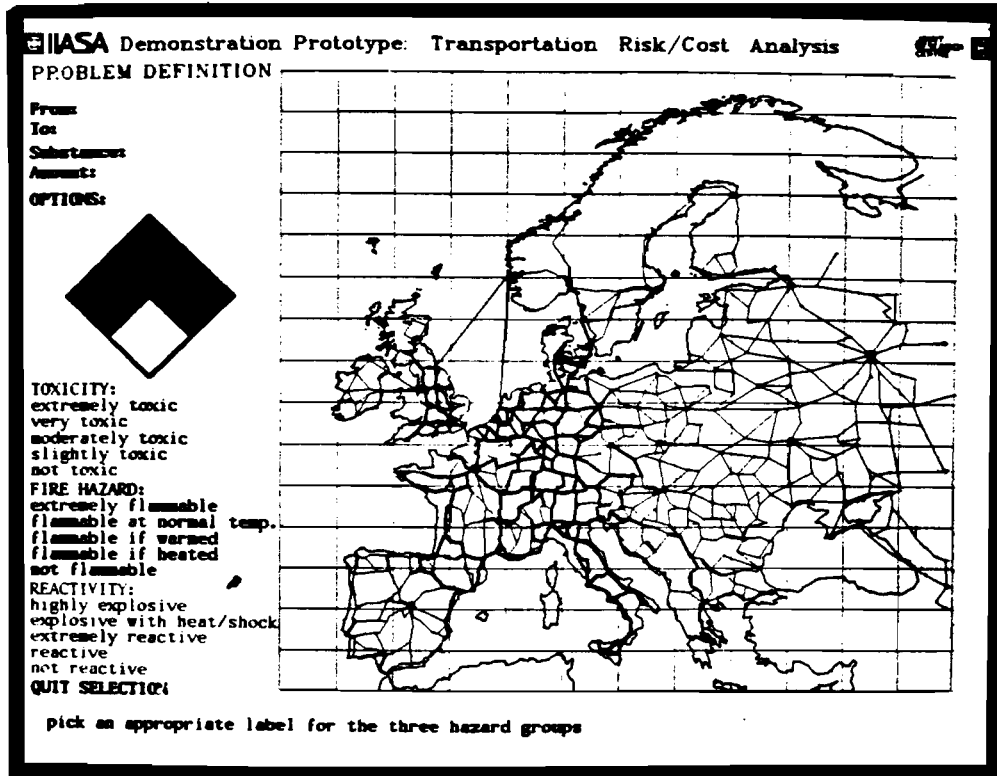 IIASA Demonstration Prototype: Transportation Risk/Cost Analysis
PROBLEM DEFINITION
From:
To:
Substance:
Amount:
OPTIONS:
TOXICITY:
extremely toxic
very toxic
moderately toxic
slightly toxic
not toxic
FIRE HAZARD:
extremely flammable
flammable at normal temp.
flammable if warmed
flammable if heated
not flammable
REACTIVITY:
highly explosive
explosive with heat/shock
extremely reactive
reactive
not reactive
QUIT SELECTION
pick an appropriate label for the three hazard groups